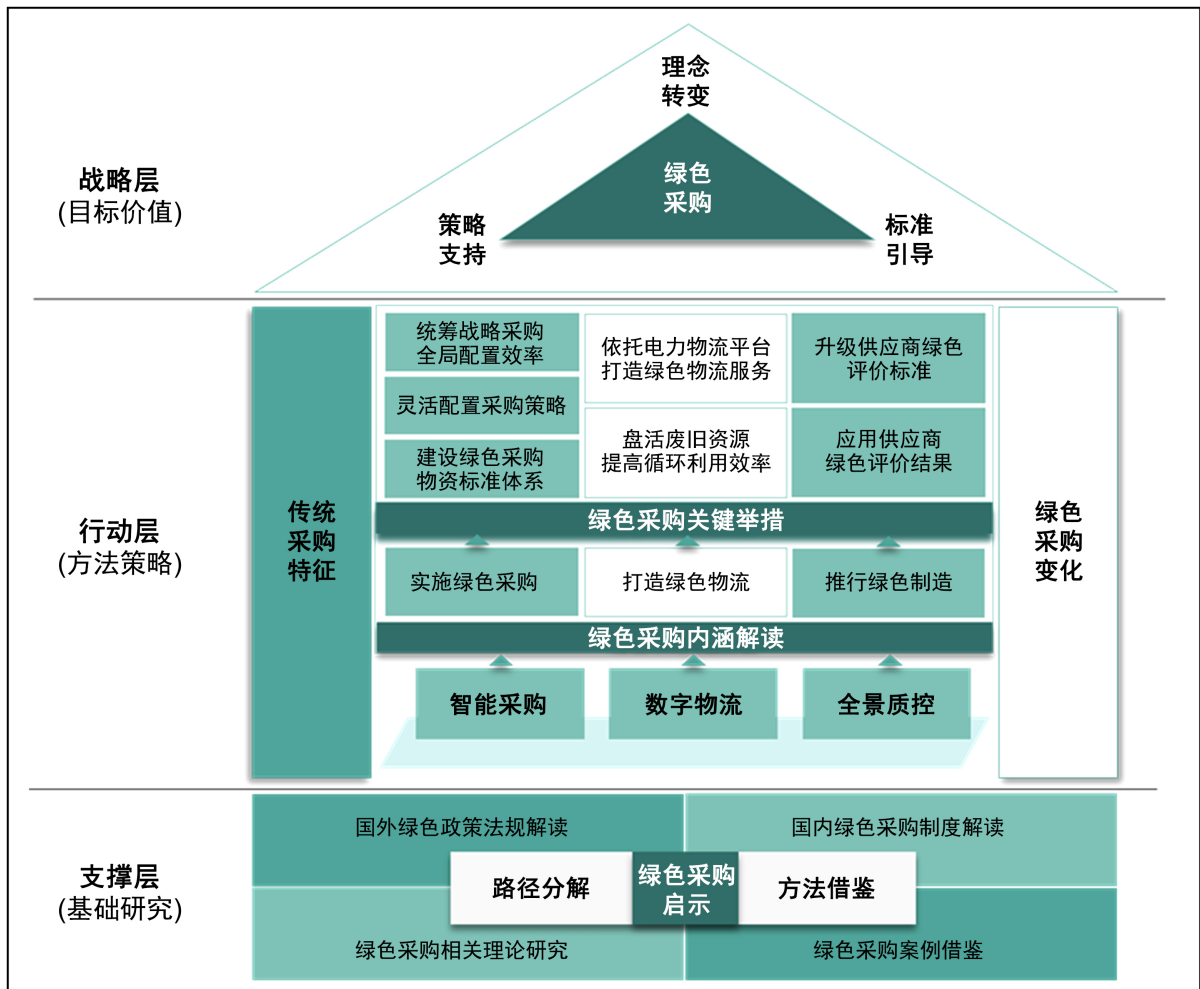 理念
转变
绿色
采购
策略
支持
标准
引导
战略层
(目标价值)
统筹战略采购
全局配置效率
灵活配置采购策略
建设绿色采购
物资标准体系
依托电力物流平台
打造绿色物流服务
盘活废旧资源
提高循环利用效率
升级供应商绿色
评价标准
应用供应商
绿色评价结果
行动层
(方法策略)
传统
采购
特征
绿色采购关键举措
实施绿色采购
打造绿色物流
推行绿色制造
绿色采购内涵解读
智能采购
数字物流
全景质控
绿色
采购
变化
支撑层
(基础研究)
国外绿色政策法规解读
国内绿色采购制度解读
路径分解
绿色采购
启示
方法借鉴
绿色采购相关理论研究
绿色采购案例借鉴